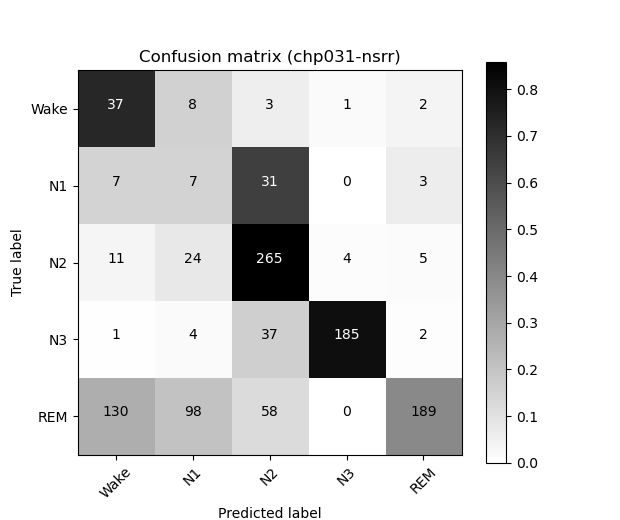 Confusion matrix (chp031-nsrr)
True label
Wake 37 8 3 1 2
N1 7 7 31 0 3
N2 11 24 265 4 5
N3 1 4 37 185 2
REM 130 98 58 0 189
Wake N1 N2 N3 REM
Predicted label
0.8
0.7
0.6
0.5
0.4
0.3
0.2
0.1
0.0